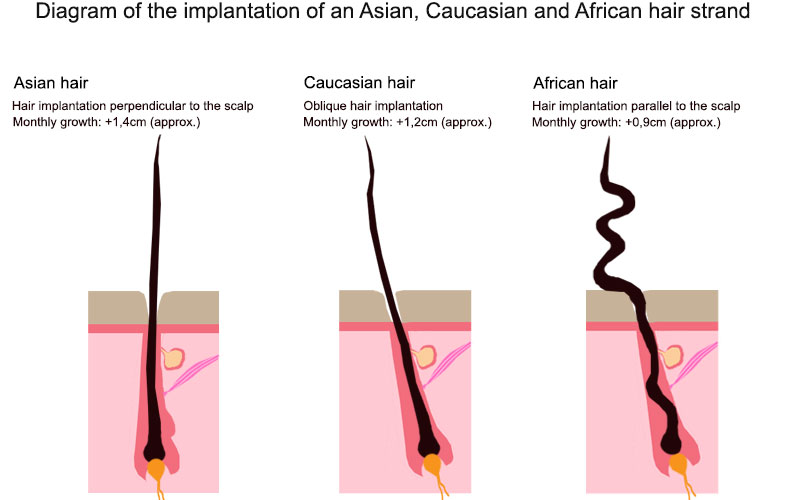 Diagram of the implantation of an Asian, Caucasian and African hair strand
Asian hair
Hair implantation perpendicular to the scalp
Monthly growth: +1,4cm (approx.)
Caucasian hair
Oblique hair implantation
Monthly growth: +1,2cm (approx.)
African hair
Hair implantation parallel to the scalp
Monthly growth: +0,9cm (approx.)